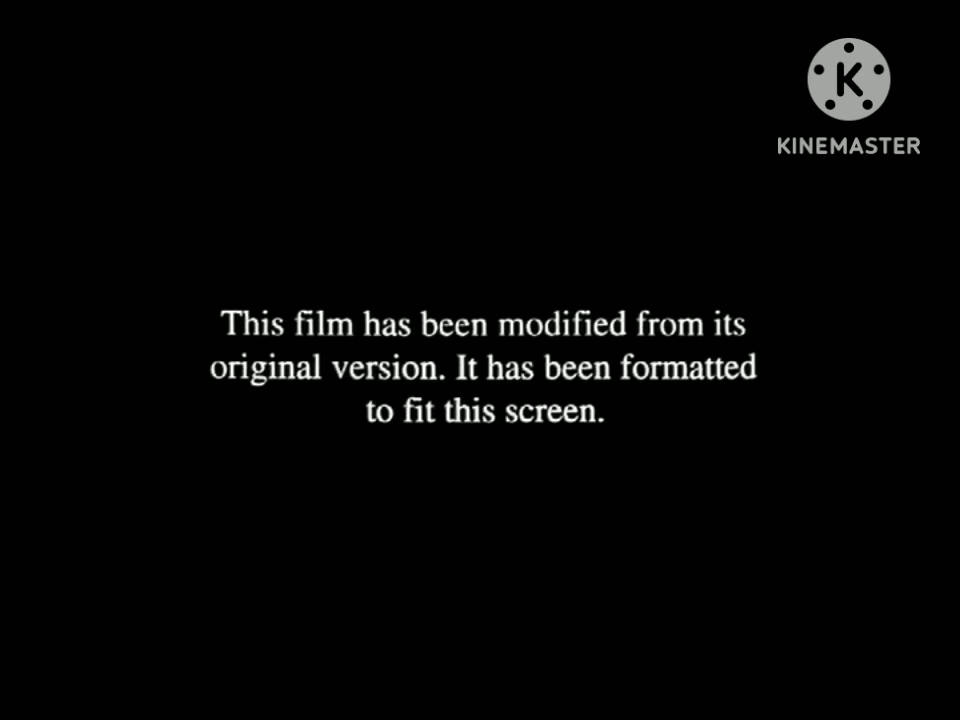 K
KINEMASTER
This film has been modified from its
original version. It has been formatted
to fit this screen.